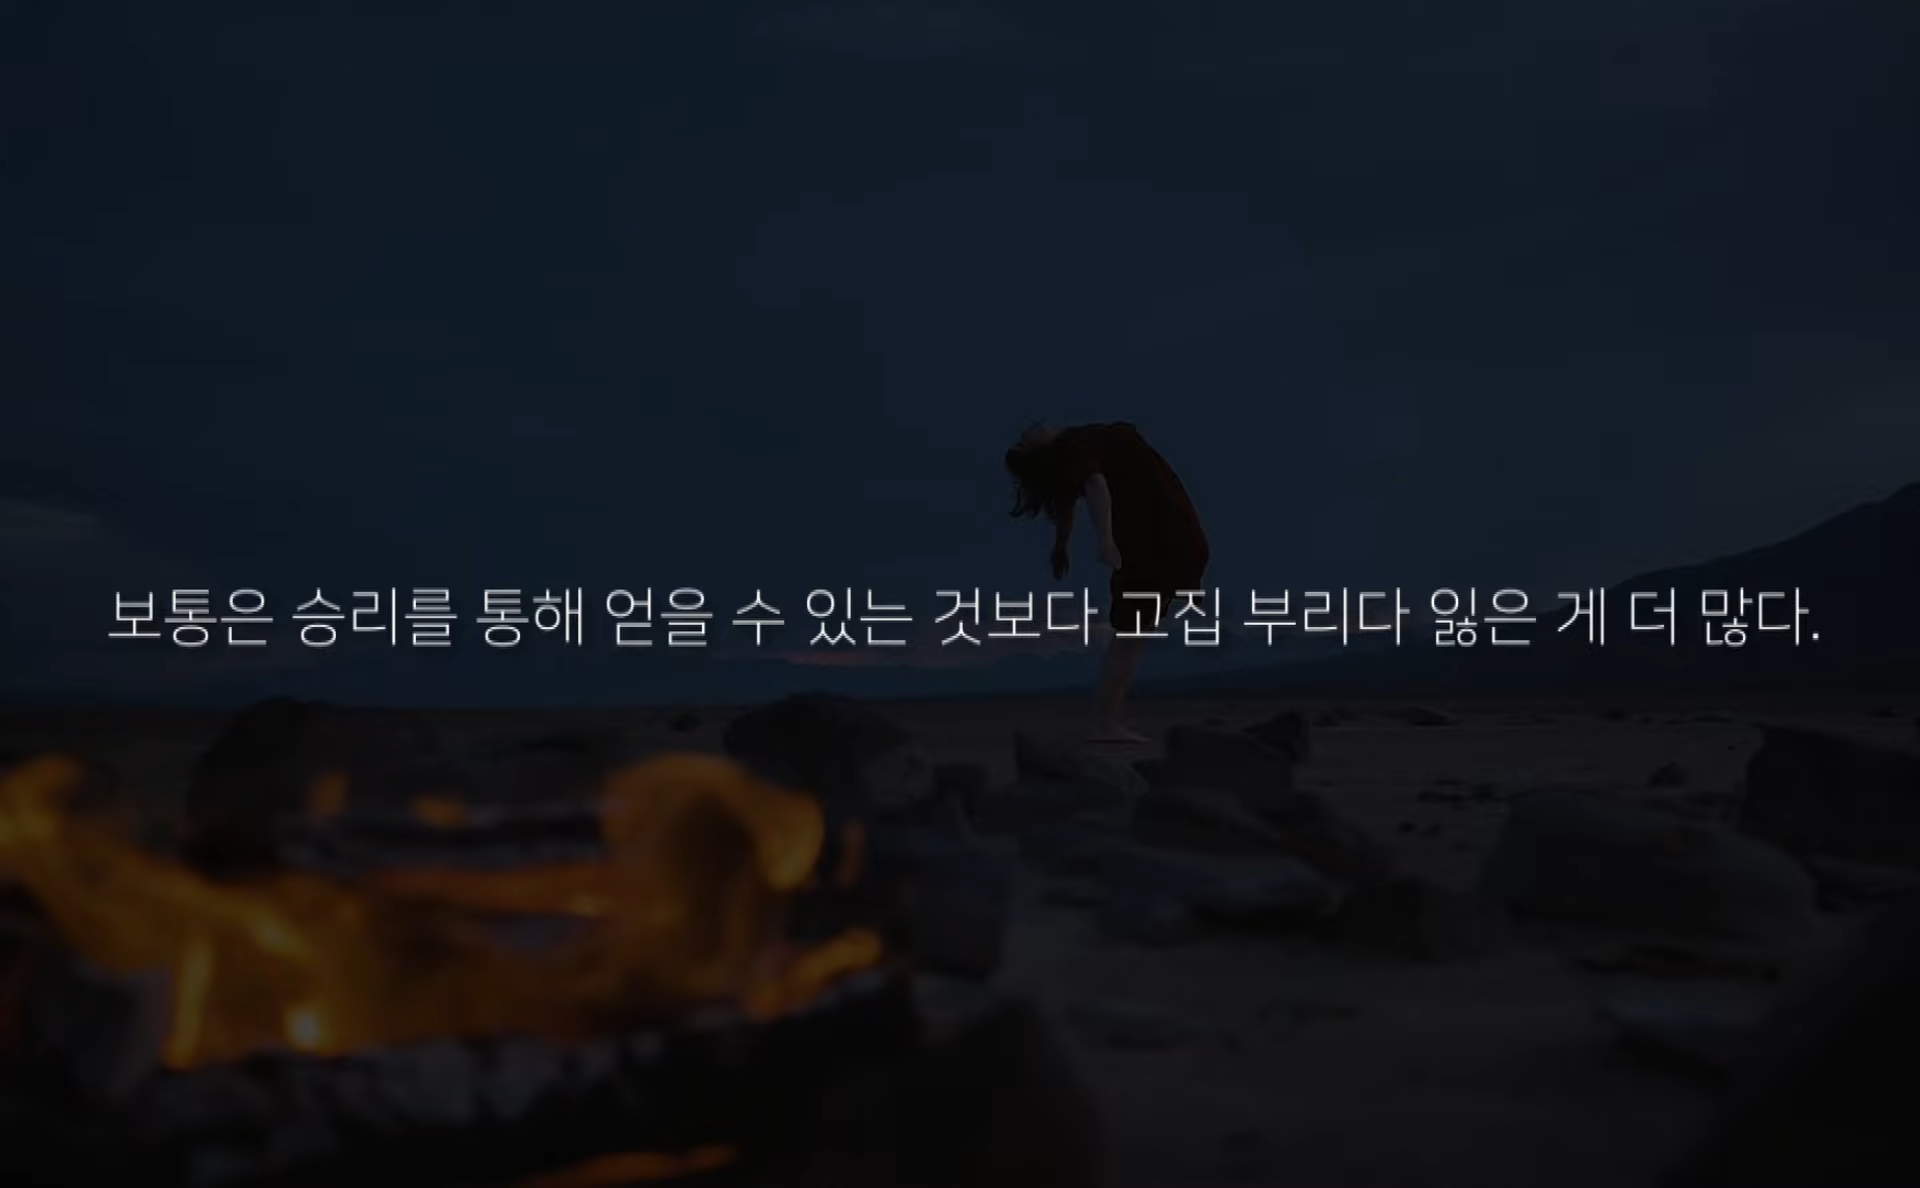 보통은 승리를 통해 얻을 수 있는 것보다 고집 부리다 잃은 게 더 많다.